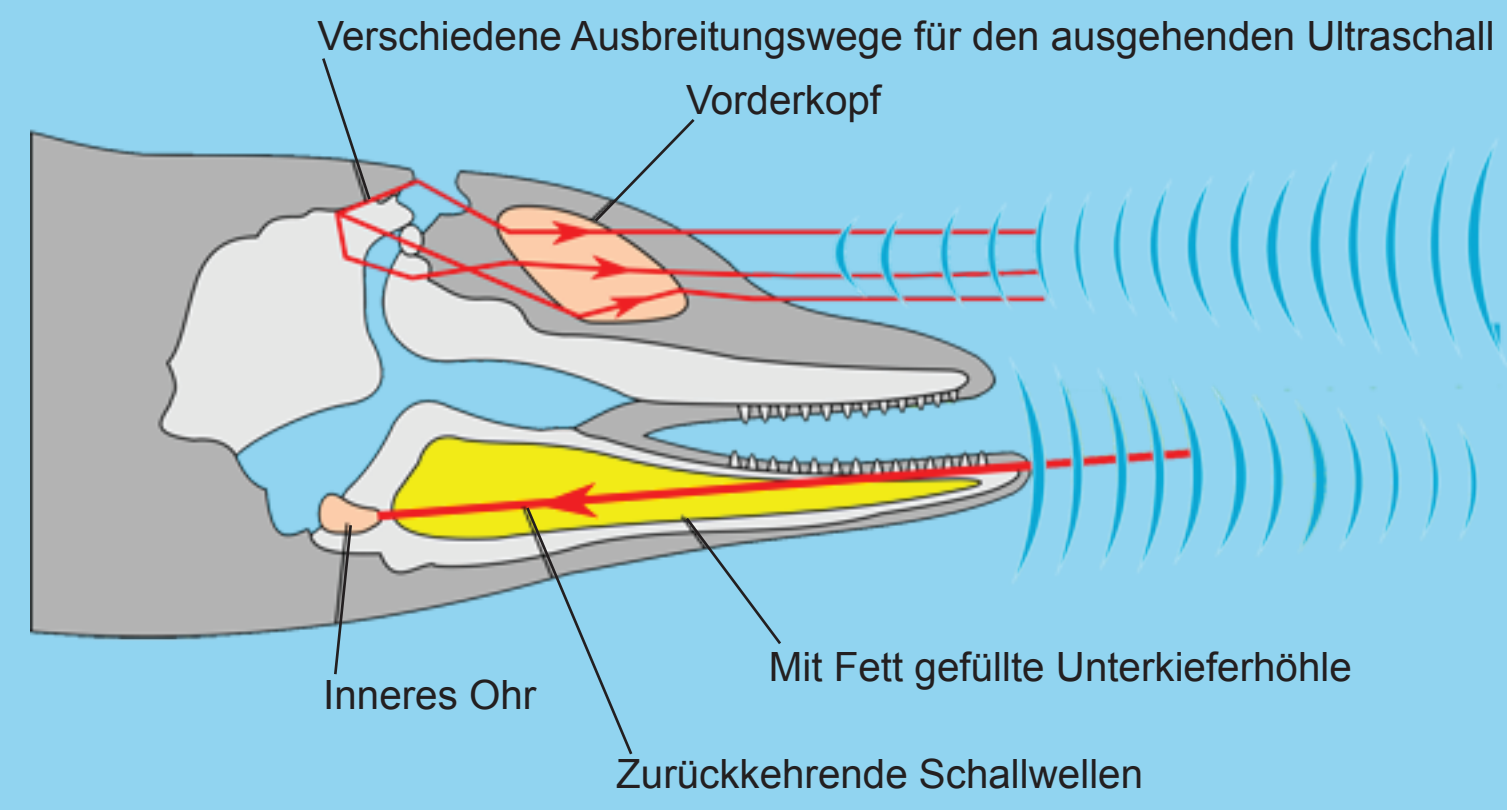 Verschiedene Ausbreitungswege für den ausgehenden Ultraschall
Vorderkopf
Mit Fett gefüllte Unterkieferhöhle
Inneres Ohr
Zurückkehrende Schallwellen